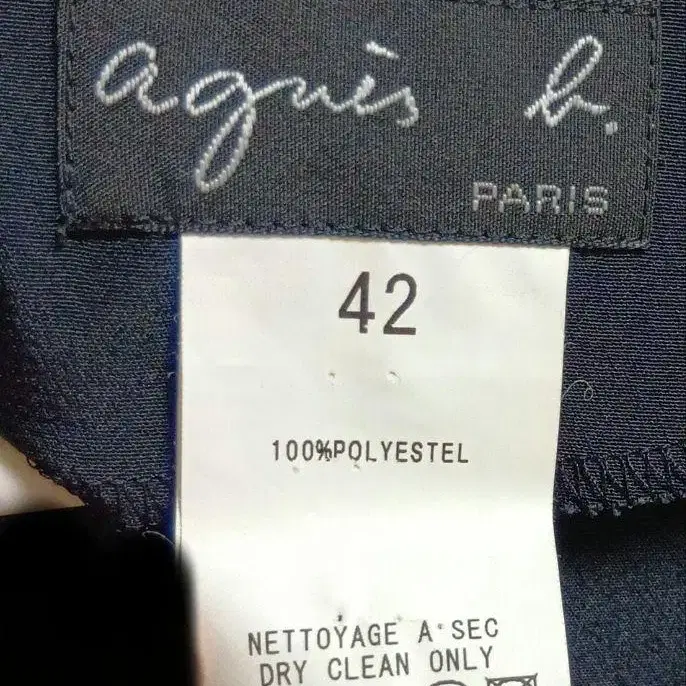 agnès b.
PARIS
42
100%POLYESTEL
NETTOYAGE A SEC
DRY CLEAN ONLY